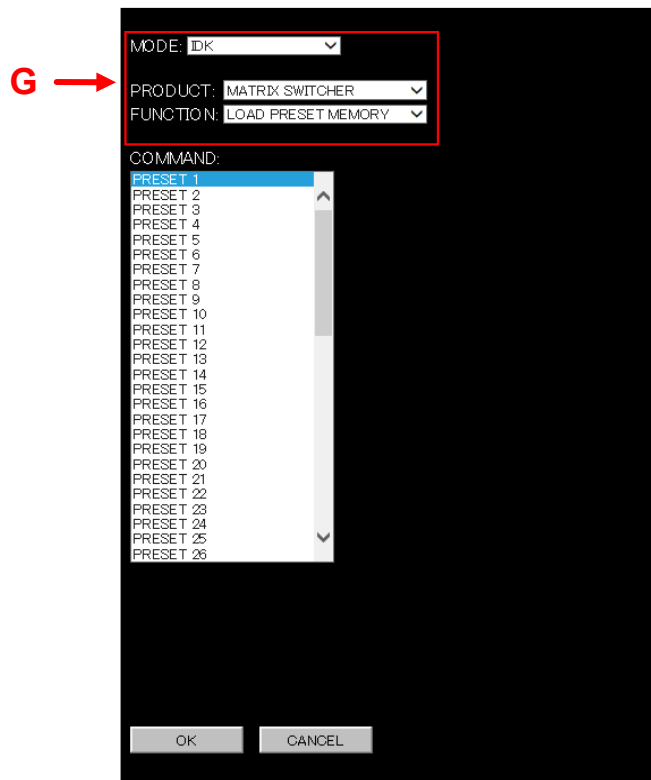 MODE: IDK
G
PRODUCT: MATRIX SWITCHER
FUNCTION: LOAD PRESET MEMORY
COMMAND:
PRESET 1
PRESET 2
PRESET 3
PRESET 4
PRESET 5
PRESET 6
PRESET 7
PRESET 8
PRESET 9
PRESET 10
PRESET 11
PRESET 12
PRESET 13
PRESET 14
PRESET 15
PRESET 16
PRESET 17
PRESET 18
PRESET 19
PRESET 20
PRESET 21
PRESET 22
PRESET 23
PRESET 24
PRESET 25
PRESET 26
OK CANCEL